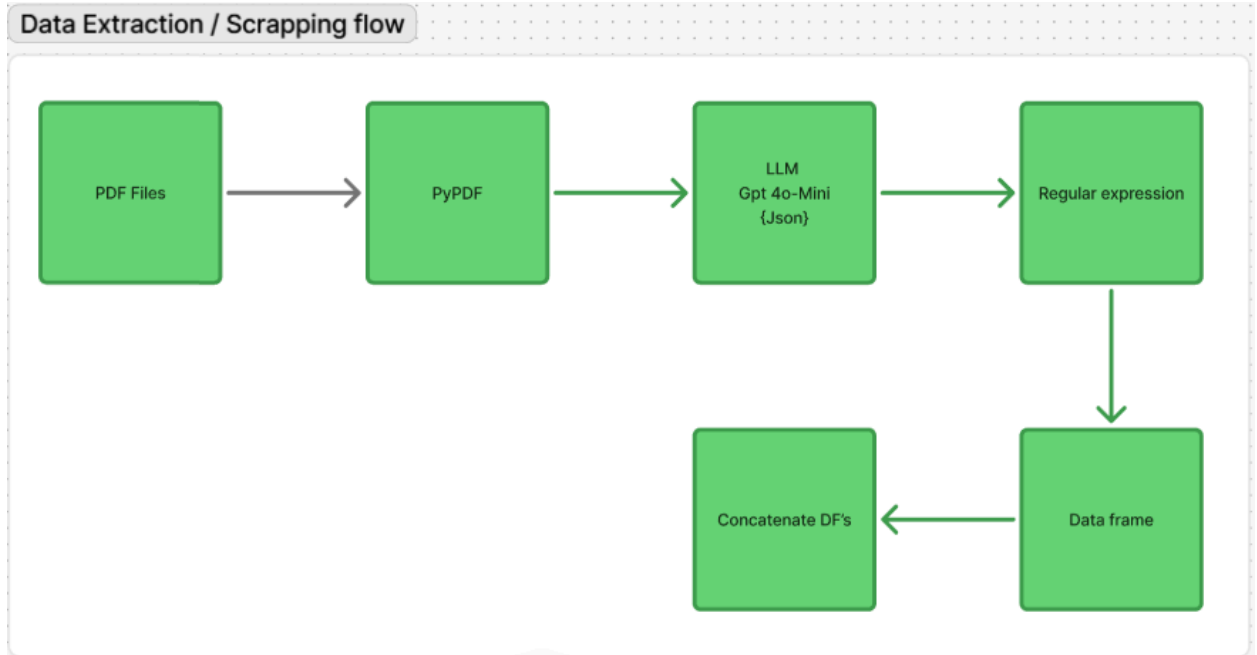 Data Extraction / Scrapping flow
PDF Files
PyPDF
LLM
Gpt 4o-Mini
{Json}
Regular expression
Data frame
Concatenate DF's